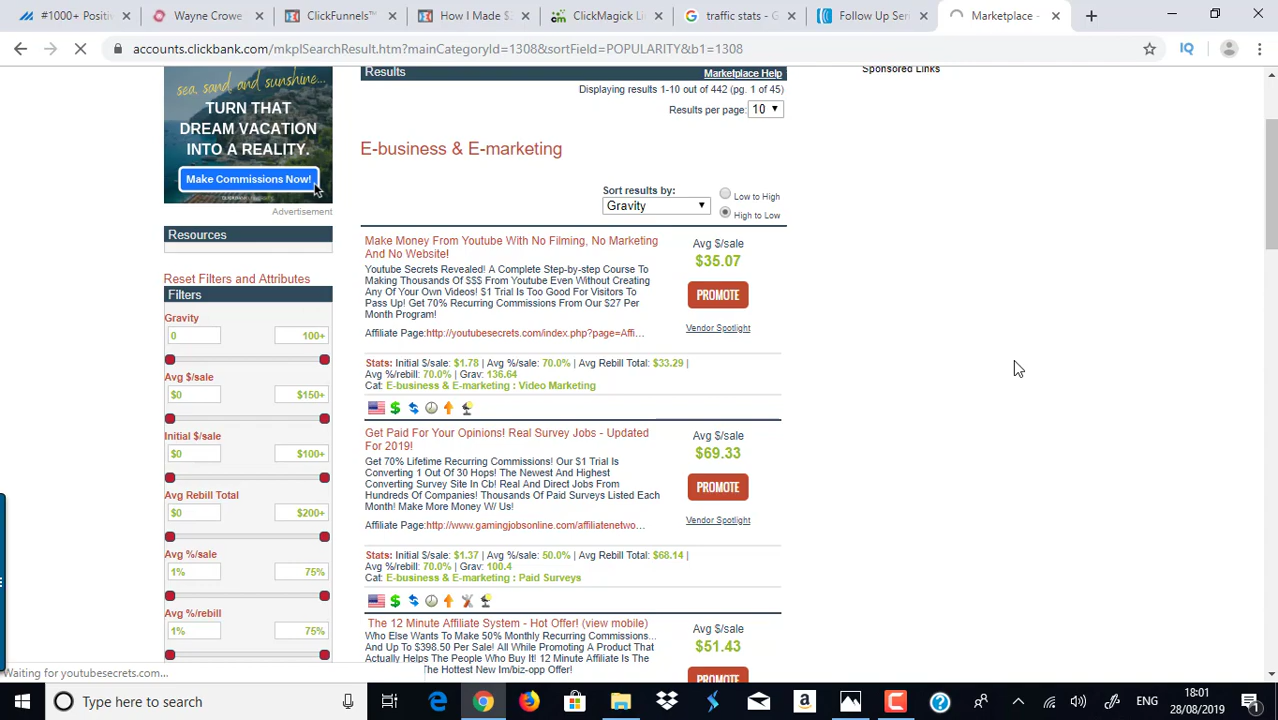 #1000+ Positiv
Wayne Crowe
ClickFunnels™
How I Made $:
ClickMagick Li
traffic stats - G
Follow Up Ser
Marketplace -
accounts.clickbank.com/mkplSearchResult.htm?mainCategoryId=1308&sortField=POPULARITY&b1=1308
IQ
sea, sand and sunshine...
TURN THAT
DREAM VACATION
INTO A REALITY.
Make Commissions Now!
Advertisement
Resources
Reset Filters and Attributes
Filters
Gravity
0 100+
Avg $/sale
$0 $150+
Initial $/sale
$0 $100+
Avg Rebill Total
$0 $200+
Avg %/sale
1% 75%
Avg %/rebill
1% 75%
Results Marketplace Help
Displaying results 1-10 out of 442 (pg. 1 of 45)
Results per page: 10
E-business & E-marketing
Sort results by:
Gravity
Low to High
High to Low
Make Money From Youtube With No Filming, No Marketing
And No Website!
Youtube Secrets Revealed! A Complete Step-by-step Course To
Making Thousands Of $$$ From Youtube Even Without Creating
Any Of Your Own Videos! $1 Trial Is Too Good For Visitors To
Pass Up! Get 70% Recurring Commissions From Our $27 Per
Month Program!
Affiliate Page:http://youtubesecrets.com/index.php?page=Affi...
Avg $/sale
$35.07
PROMOTE
Vendor Spotlight
Stats: Initial $/sale: $1.78 | Avg %/sale: 70.0% | Avg Rebill Total: $33.29 |
Avg %/rebill: 70.0% | Grav: 136.64
Cat: E-business & E-marketing : Video Marketing
Get Paid For Your Opinions! Real Survey Jobs - Updated
For 2019!
Get 70% Lifetime Recurring Commissions! Our $1 Trial Is
Converting 1 Out Of 30 Hops! The Newest And Highest
Converting Survey Site In Cb! Real And Direct Jobs From
Hundreds Of Companies! Thousands Of Paid Surveys Listed Each
Month! Make More Money W/ Us!
Affiliate Page:http://www.gamingjobsonline.com/affiliatenetwo...
Avg $/sale
$69.33
PROMOTE
Vendor Spotlight
Stats: Initial $/sale: $1.37 | Avg %/sale: 50.0% | Avg Rebill Total: $68.14 |
Avg %/rebill: 70.0% | Grav: 100.4
Cat: E-business & E-marketing : Paid Surveys
The 12 Minute Affiliate System - Hot Offer! (view mobile)
Who Else Wants To Make 50% Monthly Recurring Commissions...
And Up To $398.50 Per Sale! All While Promoting A Product That
Actually Helps The People Who Buy It! 12 Minute Affiliate Is The
The Hottest New Im/biz-opp Offer!
Avg $/sale
$51.43
PROMOTE
Sponsored Links
Waiting for youtubesecrets.com...
Type here to search
ENG
18:01
28/08/2019
1